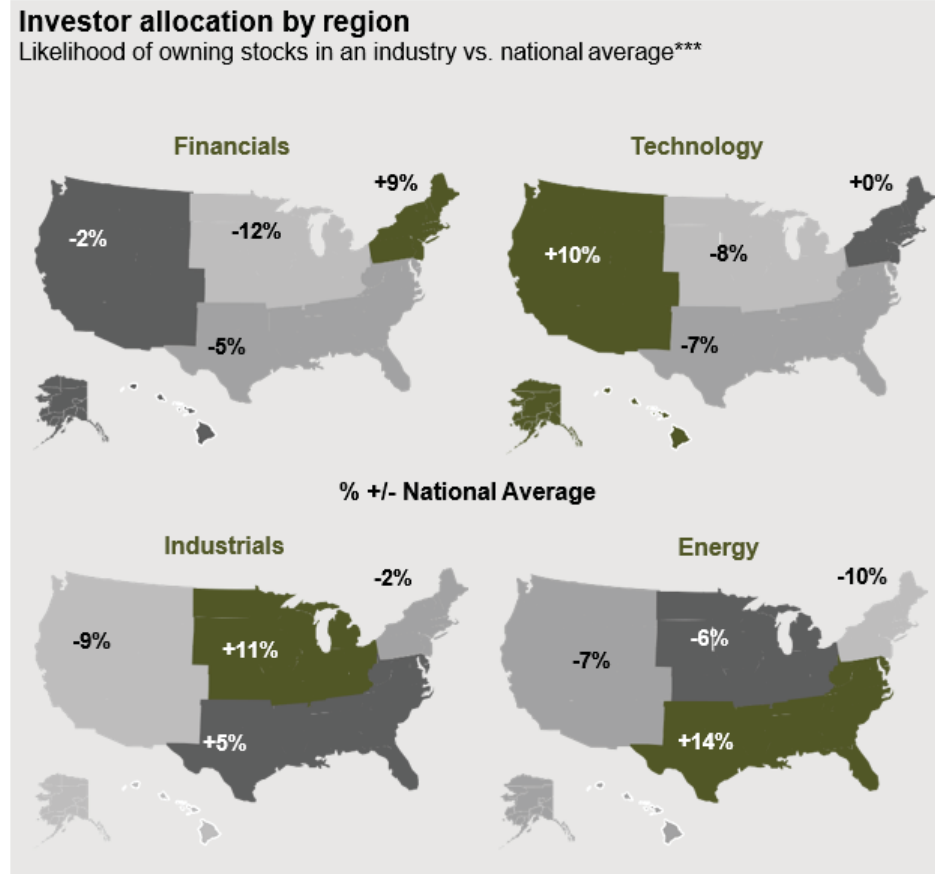 Investor allocation by region
Likelihood of owning stocks in an industry vs. national average***
Financials
+9%
-2%
-12%
-5%
Technology
+0%
+10%
-8%
-7%
% +/- National Average
Industrials
-2%
-9%
+11%
+5%
Energy
-10%
-7%
-6%
+14%